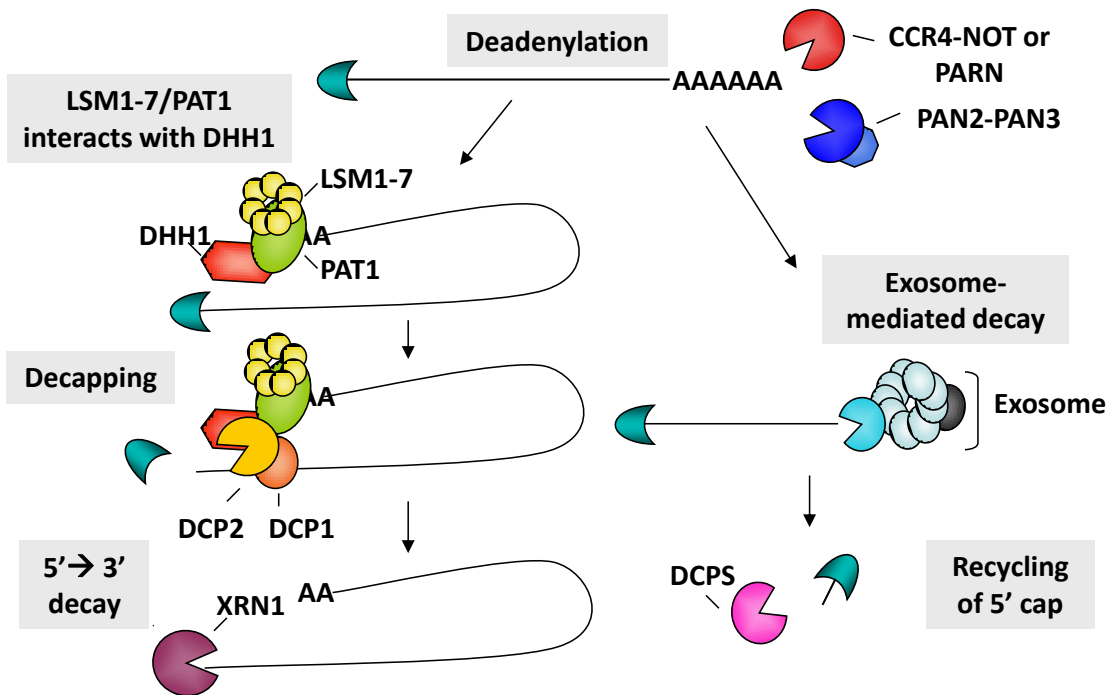 Deadenylation
AAAAAA
CCR4-NOT or
PARN
PAN2-PAN3
LSM1-7/PAT1
interacts with DHH1
LSM1-7
DHH1
AA
PAT1
Exosome-
mediated decay
Decapping
AA
Exosome
DCP2
DCP1
5’→ 3’
decay
XRN1
AA
DCPS
Recycling
of 5’ cap